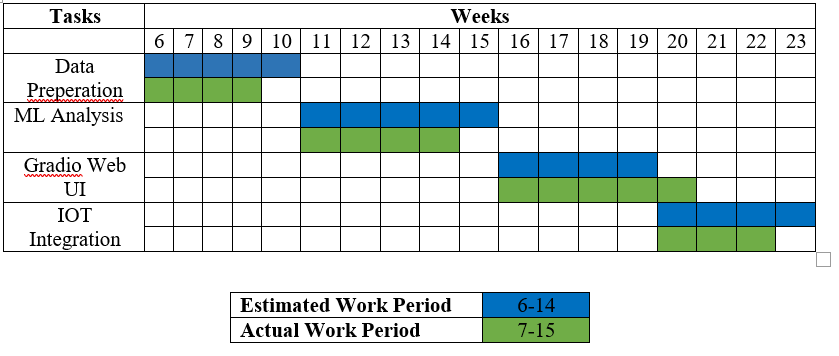 Tasks Weeks
6 7 8 9 10 11 12 13 14 15 16 17 18 19 20 21 22 23
Data
Preperation
ML Analysis
Gradio Web
UI
IOT
Integration
Estimated Work Period 6-14
Actual Work Period 7-15